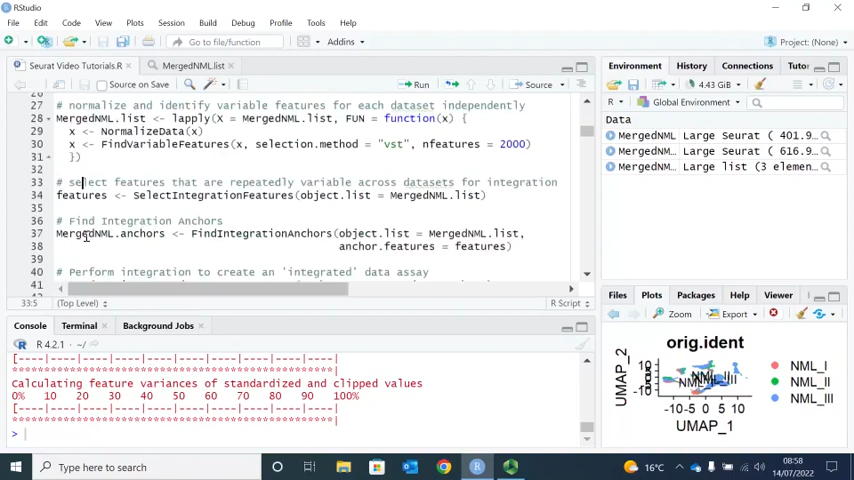 RStudio
File Edit Code View Plots Session Build Debug Profile Tools Help
Go to file/function Addins Project: (None)
Seurat Video Tutorials.R MergedNML.list
Source on Save Run Source
26
27 # normalize and identify variable features for each dataset independently
28 MergedNML.list <- lapply(X = MergedNML.list, FUN = function(x) {
29 x <- NormalizeData(x)
30 x <- FindVariableFeatures(x, selection.method = "vst", nfeatures = 2000)
31 })
32
33 # select features that are repeatedly variable across datasets for integration
34 features <- SelectIntegrationFeatures(object.list = MergedNML.list)
35
36 # Find Integration Anchors
37 MergedNML.anchors <- FindIntegrationAnchors(object.list = MergedNML.list,
38 anchor.features = features)
39
40 # Perform integration to create an 'integrated' data assay
41
33:5 (Top Level) R Script
Console Terminal Background Jobs
R 4.2.1 · ~/
[----|----|----|----|----|----|----|----|----|----|
**************************************************|
Calculating feature variances of standardized and clipped values
0% 10 20 30 40 50 60 70 80 90 100%
[----|----|----|----|----|----|----|----|----|----|
**************************************************|
>
Environment History Connections Tutor
4.43 GiB
R Global Environment
Data
MergedNML Large Seurat ( 401.9
MergedNML Large Seurat ( 616.9
MergedNML Large list (3 elemen
Files Plots Packages Help Viewer
Zoom Export
orig.ident
UMAP_2
10
5
0
-5
-10
NML_III
NML_I
NML_II
NML_III
-10 -5 0 5 10
UMAP_1
Type here to search 16°C 08:58
14/07/2022